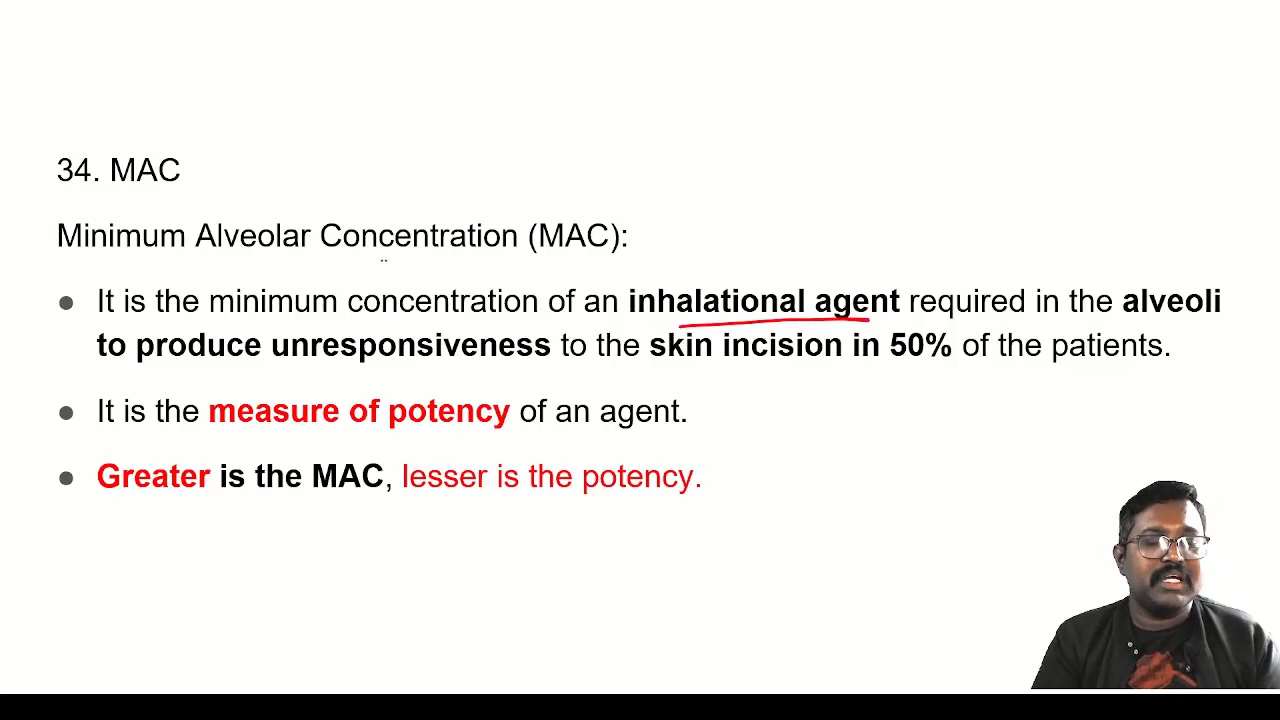 34. MAC
Minimum Alveolar Concentration (MAC):
● It is the minimum concentration of an inhalational agent required in the alveoli
to produce unresponsiveness to the skin incision in 50% of the patients.
● It is the measure of potency of an agent.
● Greater is the MAC, lesser is the potency.